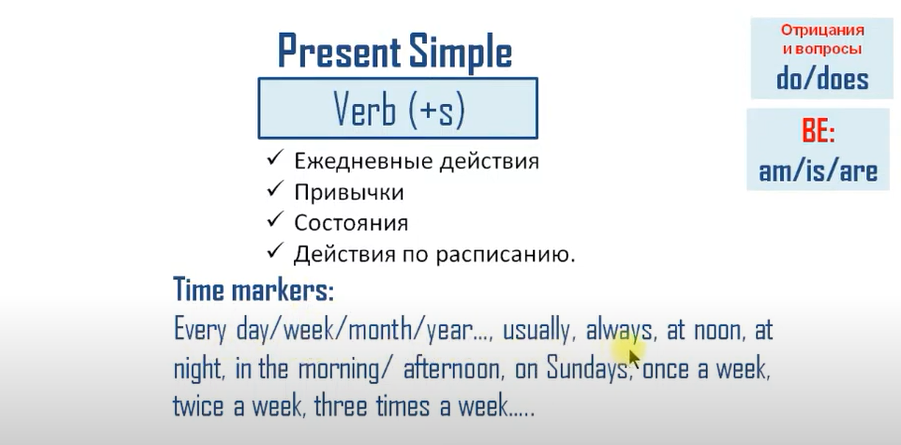 Present Simple
Verb (+s)
✓ Ежедневные действия
✓ Привычки
✓ Состояния
✓ Действия по расписанию.
Time markers:
Every day/week/month/year..., usually, always, at noon, at
night, in the morning/ afternoon, on Sundays, once a week,
twice a week, three times a week.....
Отрицания
и вопросы
do/does
BE:
am/is/are